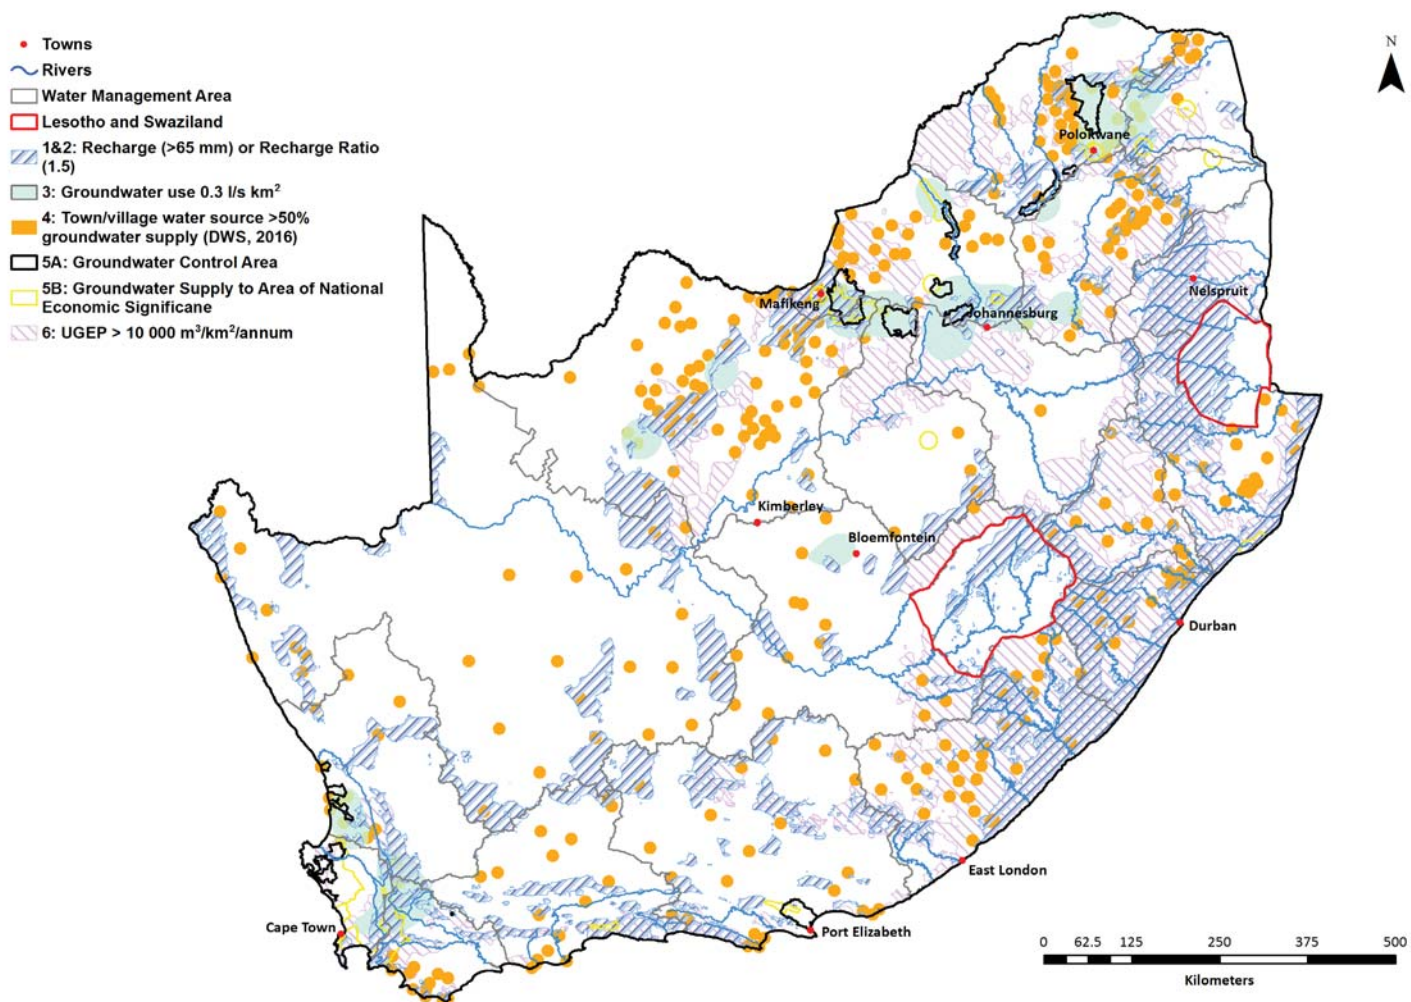 Towns
Rivers
Water Management Area
Lesotho and Swaziland
1&2: Recharge (>65 mm) or Recharge Ratio
(1.5)
3: Groundwater use 0.3 l/s km²
4: Town/village water source >50%
groundwater supply (DWS, 2016)
5A: Groundwater Control Area
5B: Groundwater Supply to Area of National
Economic Significane
6: UGEP > 10 000 m³/km²/annum
N
Polokwane
Nelspruit
Mafikeng
Johannesburg
Kimberley
Bloemfontein
Durban
East London
Cape Town
Port Elizabeth
0 62.5 125 250 375 500
Kilometers